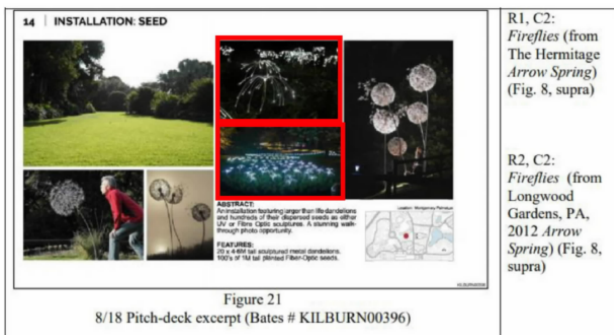 14 | INSTALLATION: SEED
ABSTRACT:
An installation featuring larger than life dandelions
and hundreds of their dispersed seeds as either
UV or Fibre Optic sculptures. A stunning walk-
through photo opportunity.
FEATURES:
20 x 4-6M tall sculptured metal dandelions.
100's of 1M tall planted Fiber-Optic seeds.
KILBURN00396
Figure 21
8/18 Pitch-deck excerpt (Bates # KILBURN00396)
R1, C2:
Fireflies (from
The Hermitage
Arrow Spring)
(Fig. 8, supra)
R2, C2:
Fireflies (from
Longwood
Gardens, PA,
2012 Arrow
Spring) (Fig. 8,
supra)